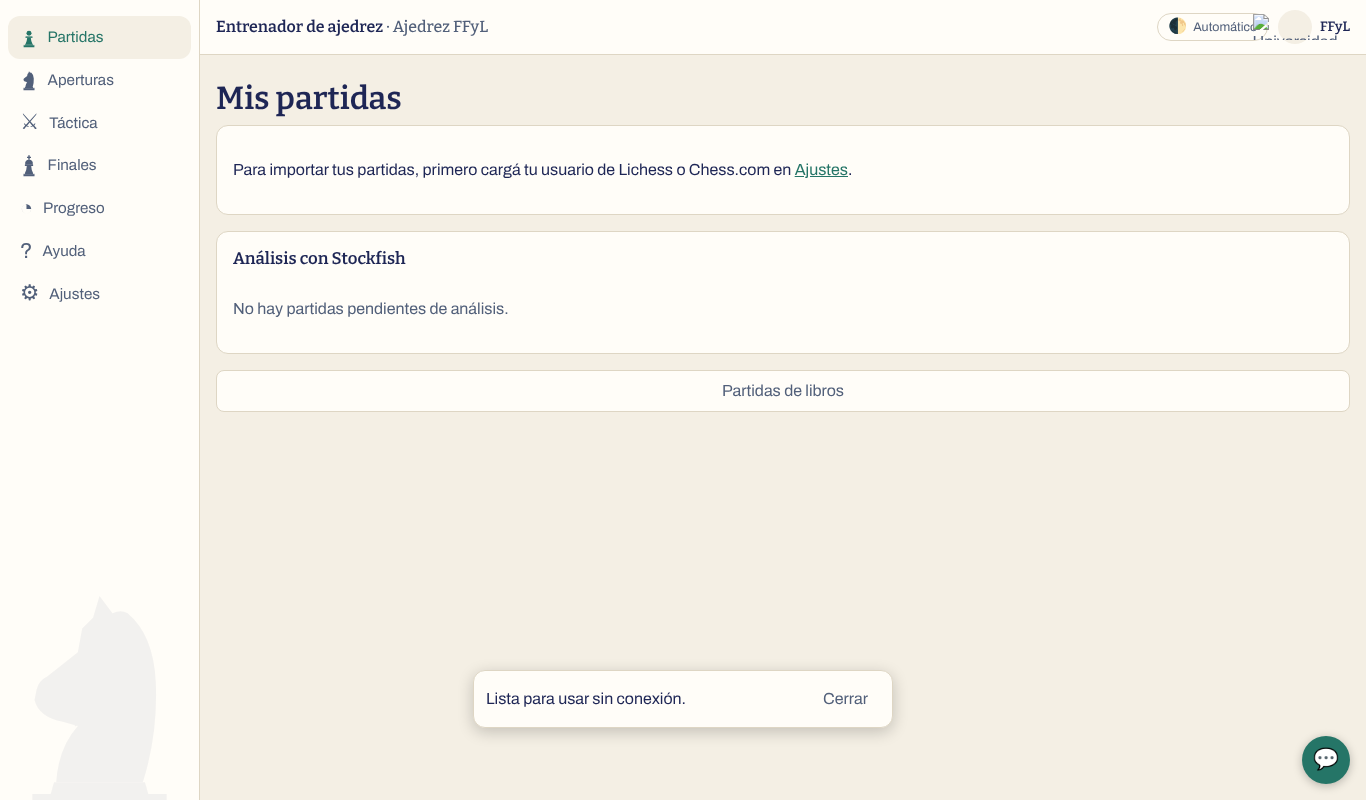 Partidas
Aperturas
Táctica
Finales
Progreso
? Ayuda
Ajustes
Entrenador de ajedrez · Ajedrez FFyL
Automático
FFyL
Mis partidas
Para importar tus partidas, primero cargá tu usuario de Lichess o Chess.com en Ajustes.
Análisis con Stockfish
No hay partidas pendientes de análisis.
Partidas de libros
Lista para usar sin conexión.
Cerrar